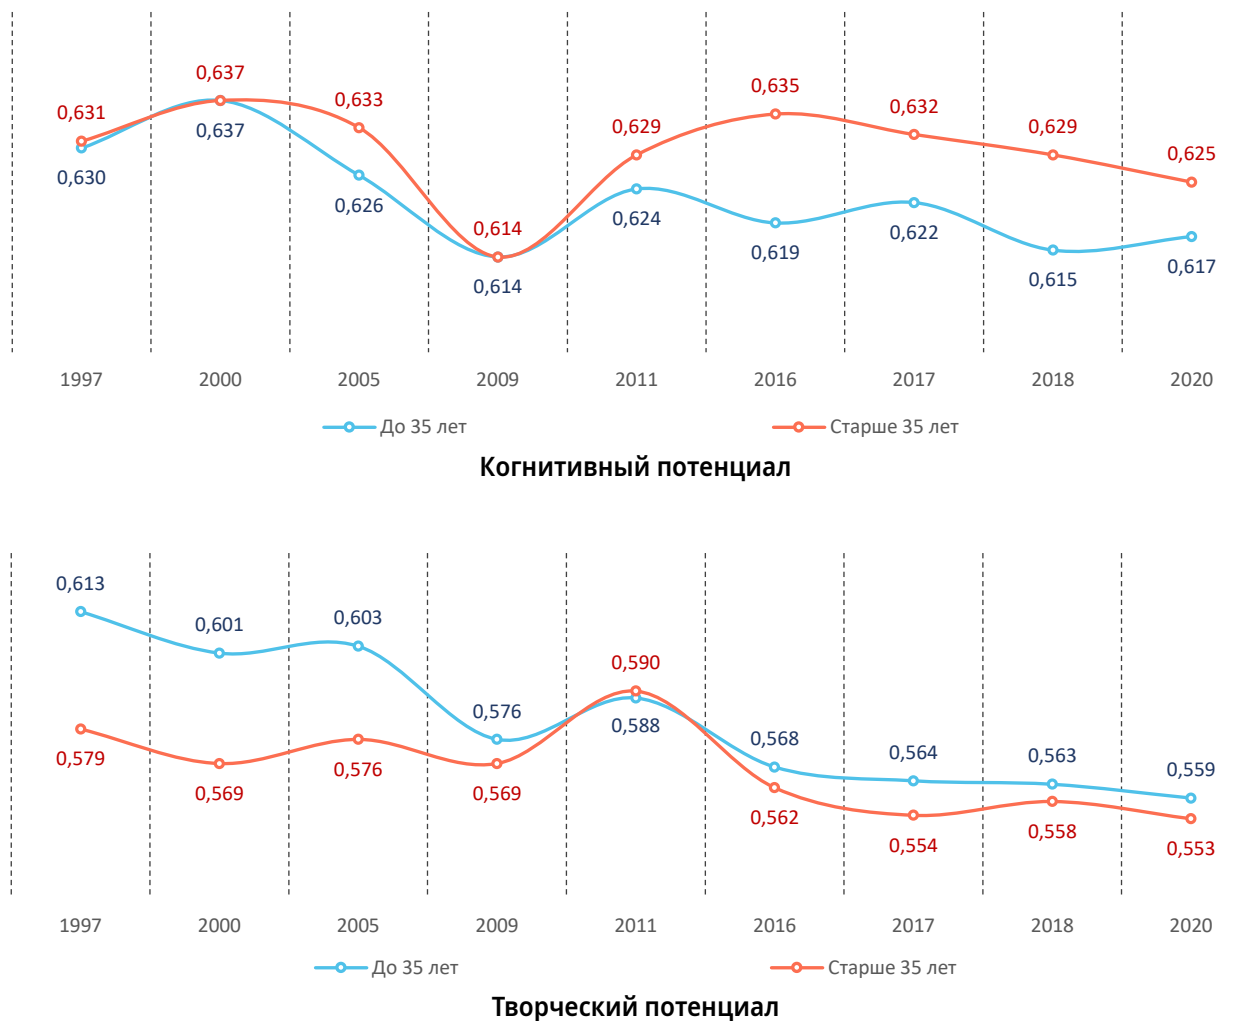 0,631 0,637 0,633 0,614 0,629 0,635 0,632 0,629 0,625
0,630 0,637 0,626 0,614 0,624 0,619 0,622 0,615 0,617
1997 2000 2005 2009 2011 2016 2017 2018 2020
До 35 лет Старше 35 лет
Когнитивный потенциал
0,613 0,601 0,603 0,576 0,588 0,568 0,564 0,563 0,559
0,579 0,569 0,576 0,569 0,590 0,562 0,554 0,558 0,553
1997 2000 2005 2009 2011 2016 2017 2018 2020
До 35 лет Старше 35 лет
Творческий потенциал